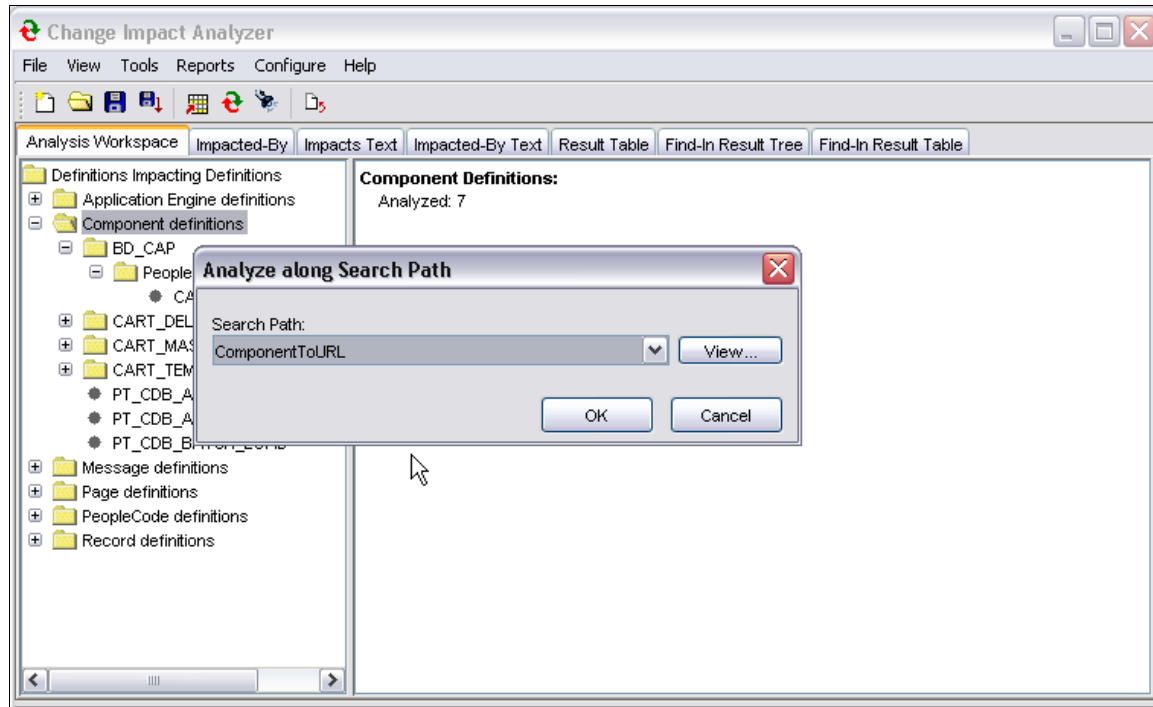 Change Impact Analyzer
File View Tools Reports Configure Help
Analysis Workspace Impacted-By Impacts Text Impacted-By Text Result Table Find-In Result Tree Find-In Result Table
Definitions Impacting Definitions
Application Engine definitions
Component definitions
BD_CAP
People
CA
CART_DEL
CART_MAS
CART_TEM
PT_CDB_A
PT_CDB_A
PT_CDB_B
Message definitions
Page definitions
PeopleCode definitions
Record definitions
Component Definitions:
Analyzed: 7
Analyze along Search Path
Search Path:
ComponentToURL
View...
OK Cancel